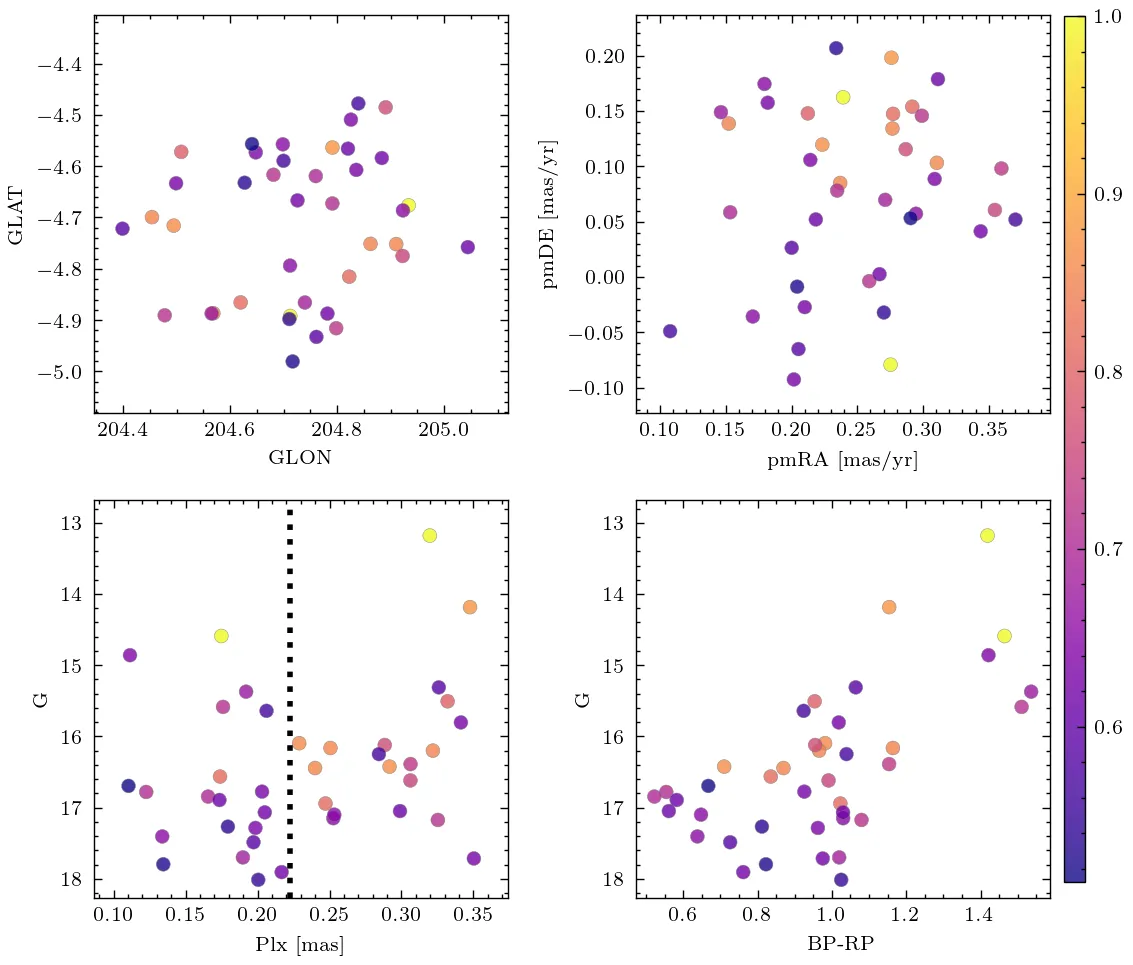 −4.4
−4.5
−4.6
−4.7
−4.8
−4.9
−5.0
GLAT
204.4 204.6 204.8 205.0
GLON
0.20
0.15
0.10
0.05
0.00
−0.05
−0.10
pmDE [mas/yr]
0.10 0.15 0.20 0.25 0.30 0.35
pmRA [mas/yr]
13
14
15
16
17
18
G
0.10 0.15 0.20 0.25 0.30 0.35
Plx [mas]
13
14
15
16
17
18
G
0.6 0.8 1.0 1.2 1.4
BP-RP
1.0
0.9
0.8
0.7
0.6